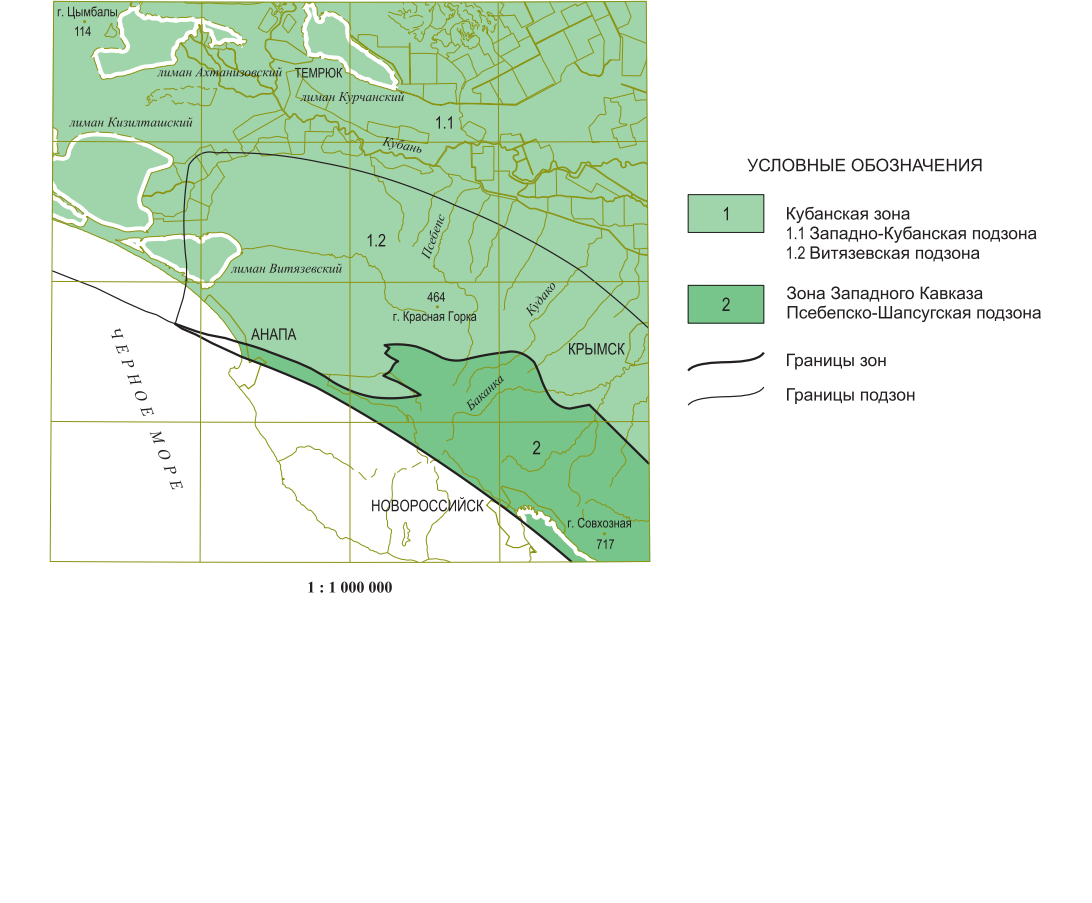 г. Цымбалы
114
лиман Ахтанизовский
ТЕМРЮК
лиман Курчанский
1.1
лиман Кизилташский
Кубань
1.2
Псебепс
лиман Витязевский
464
г. Красная Горка
Кудако
АНАПА
КРЫМСК
Баканка
ЧЕРНОЕ МОРЕ
2
НОВОРОССИЙСК
г. Совхозная
717
1 : 1 000 000
УСЛОВНЫЕ ОБОЗНАЧЕНИЯ
1
Кубанская зона
1.1 Западно-Кубанская подзона
1.2 Витязевская подзона
2
Зона Западного Кавказа
Псебепско-Шапсугская подзона
Границы зон
Границы подзон